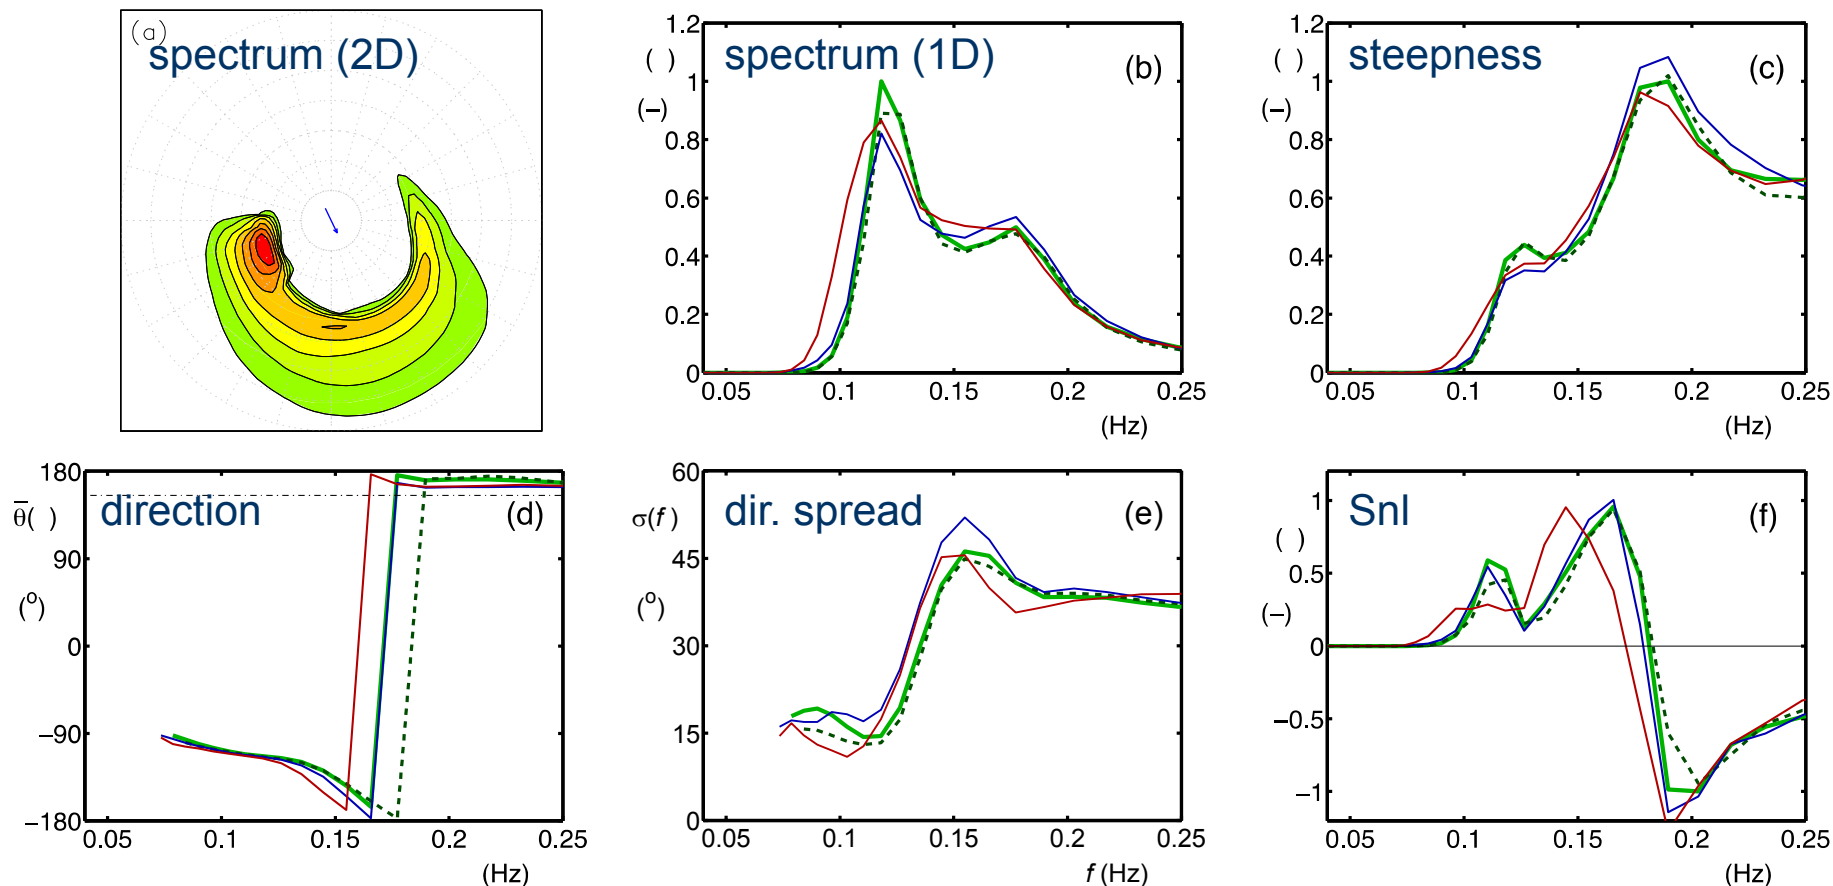 (a)
spectrum (2D)
1.2
1
0.8
0.6
0.4
0.2
0
( )
(–)
spectrum (1D)
(b)
0.05 0.1 0.15 0.2 0.25
(Hz)
1.2
1
0.8
0.6
0.4
0.2
0
( )
(–)
steepness
(c)
0.05 0.1 0.15 0.2 0.25
(Hz)
180
90
0
−90
−180
θ̅( )
(º)
direction
(d)
0.05 0.1 0.15 0.2 0.25
(Hz)
60
45
30
15
0
σ(f)
(º)
dir. spread
(e)
0.05 0.1 0.15 0.2 0.25
f (Hz)
1
0.5
0
−0.5
−1
( )
(–)
Snl
(f)
0.05 0.1 0.15 0.2 0.25
(Hz)